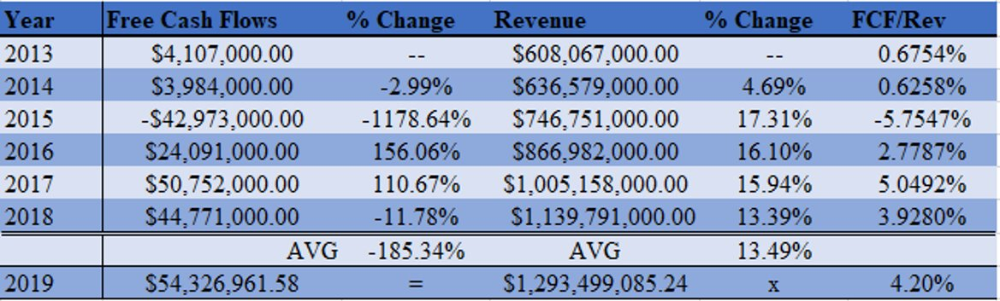 Year Free Cash Flows % Change Revenue % Change FCF/Rev
2013 $4,107,000.00 -- $608,067,000.00 -- 0.6754%
2014 $3,984,000.00 -2.99% $636,579,000.00 4.69% 0.6258%
2015 -$42,973,000.00 -1178.64% $746,751,000.00 17.31% -5.7547%
2016 $24,091,000.00 156.06% $866,982,000.00 16.10% 2.7787%
2017 $50,752,000.00 110.67% $1,005,158,000.00 15.94% 5.0492%
2018 $44,771,000.00 -11.78% $1,139,791,000.00 13.39% 3.9280%
AVG -185.34% AVG 13.49%
2019 $54,326,961.58 = $1,293,499,085.24 x 4.20%